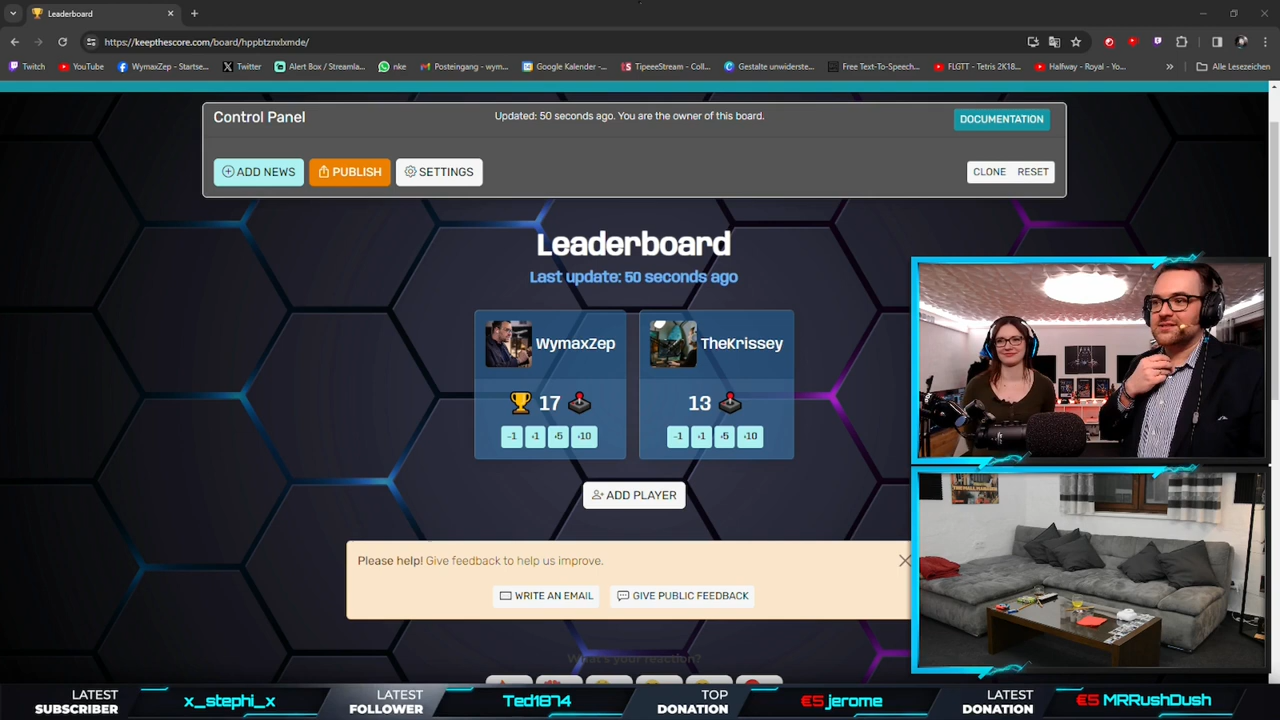 Leaderboard
https://keepthescore.com/board/hppbtznxlxmde/
Twitch
YouTube
WymaxZep - Startse...
Twitter
Alert Box / Streamla...
nke
Posteingang - wym...
Google Kalender -...
TipeeeStream - Coll...
Gestalte unwiderste...
Free Text-To-Speech...
FLGTT - Tetris 2K18...
Halfway - Royal - Yo...
»
Alle Lesezeichen
Control Panel
Updated: 50 seconds ago. You are the owner of this board.
DOCUMENTATION
ADD NEWS
PUBLISH
SETTINGS
CLONE
RESET
Leaderboard
Last update: 50 seconds ago
WymaxZep
TheKrissey
17
13
-1 +1 +5 +10
-1 +1 +5 +10
ADD PLAYER
Please help! Give feedback to help us improve.
WRITE AN EMAIL
GIVE PUBLIC FEEDBACK
What's your reaction?
LATEST
SUBSCRIBER
x_stephi_x
LATEST
FOLLOWER
Ted1874
TOP
DONATION
€5 jerome
LATEST
DONATION
€5 MRRushDush